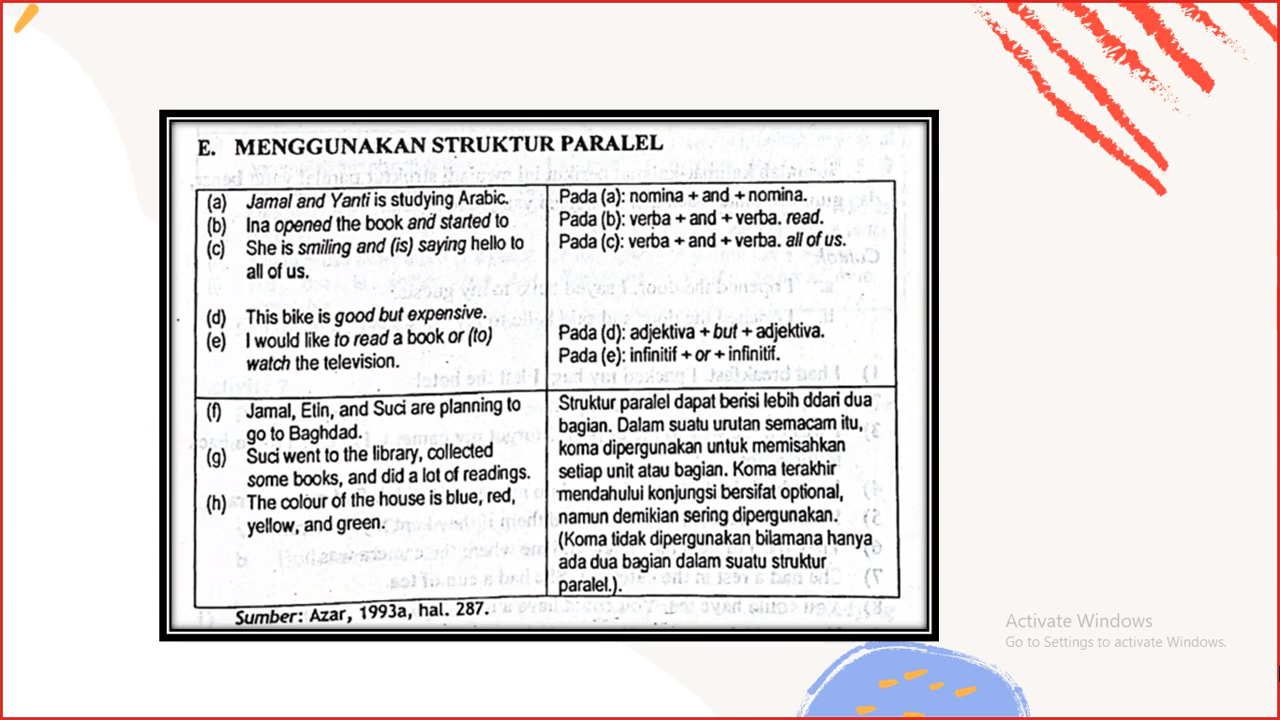 E. MENGGUNAKAN STRUKTUR PARALEL
(a) Jamal and Yanti is studying Arabic.
(b) Ina opened the book and started to
(c) She is smiling and (is) saying hello to
all of us.
(d) This bike is good but expensive.
(e) I would like to read a book or (to)
watch the television.
Pada (a): nomina + and + nomina.
Pada (b): verba + and + verba. read.
Pada (c): verba + and + verba. all of us.
Pada (d): adjektiva + but + adjektiva.
Pada (e): infinitif + or + infinitif.
(f) Jamal, Etin, and Suci are planning to
go to Baghdad.
(g) Suci went to the library, collected
some books, and did a lot of readings.
(h) The colour of the house is blue, red,
yellow, and green.
Struktur paralel dapat berisi lebih ddari dua
bagian. Dalam suatu urutan semacam itu,
koma dipergunakan untuk memisahkan
setiap unit atau bagian. Koma terakhir
mendahului konjungsi bersifat optional,
namun demikian sering dipergunakan.
(Koma tidak dipergunakan bilamana hanya
ada dua bagian dalam suatu struktur
paralel.).
Sumber: Azar, 1993a, hal. 287.
Activate Windows
Go to Settings to activate Windows.